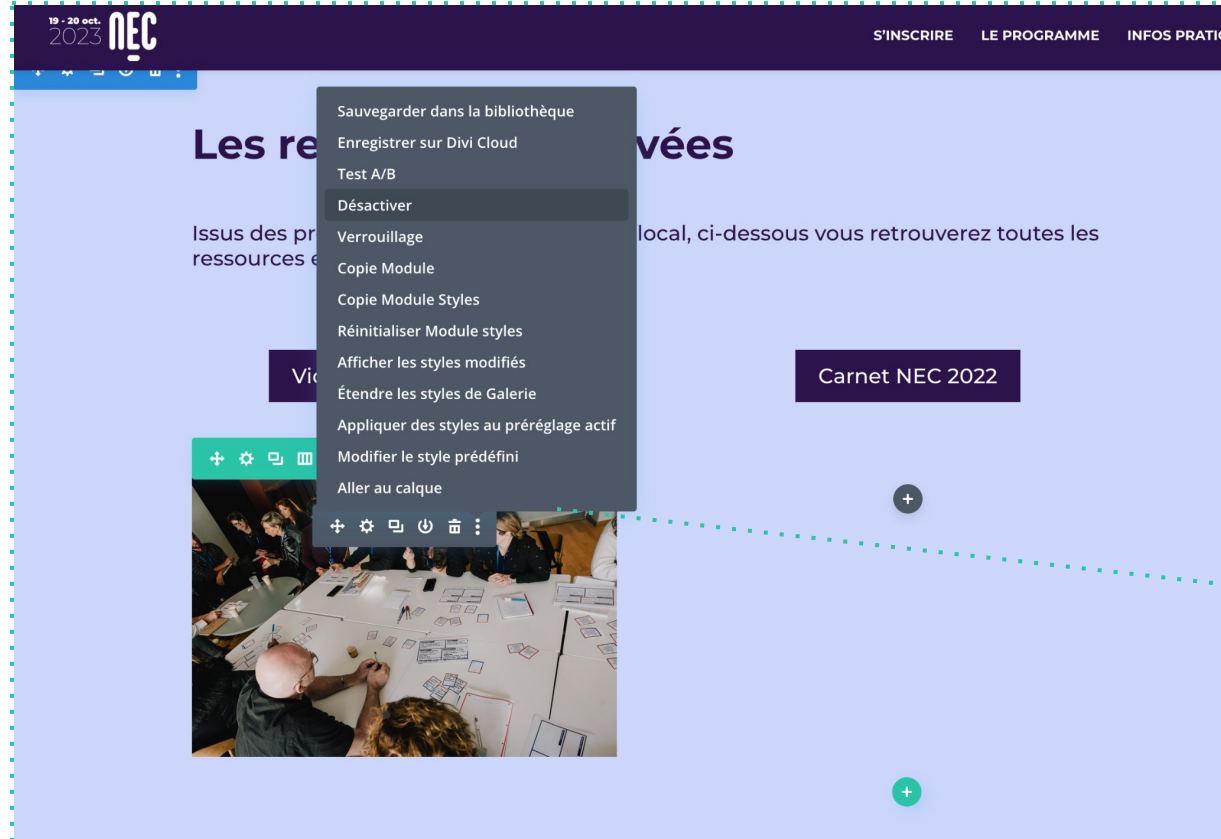 19 - 20 oct.
2023 NEC
S'INSCRIRE LE PROGRAMME INFOS PRATIC
Sauvegarder dans la bibliothèque
Enregistrer sur Divi Cloud
Test A/B
Désactiver
Verrouillage
Copie Module
Copie Module Styles
Réinitialiser Module styles
Afficher les styles modifiés
Étendre les styles de Galerie
Appliquer des styles au préréglage actif
Modifier le style prédéfini
Aller au calque
Les re vées
Issus des pr local, ci-dessous vous retrouverez toutes les
ressources e
Vid
Carnet NEC 2022